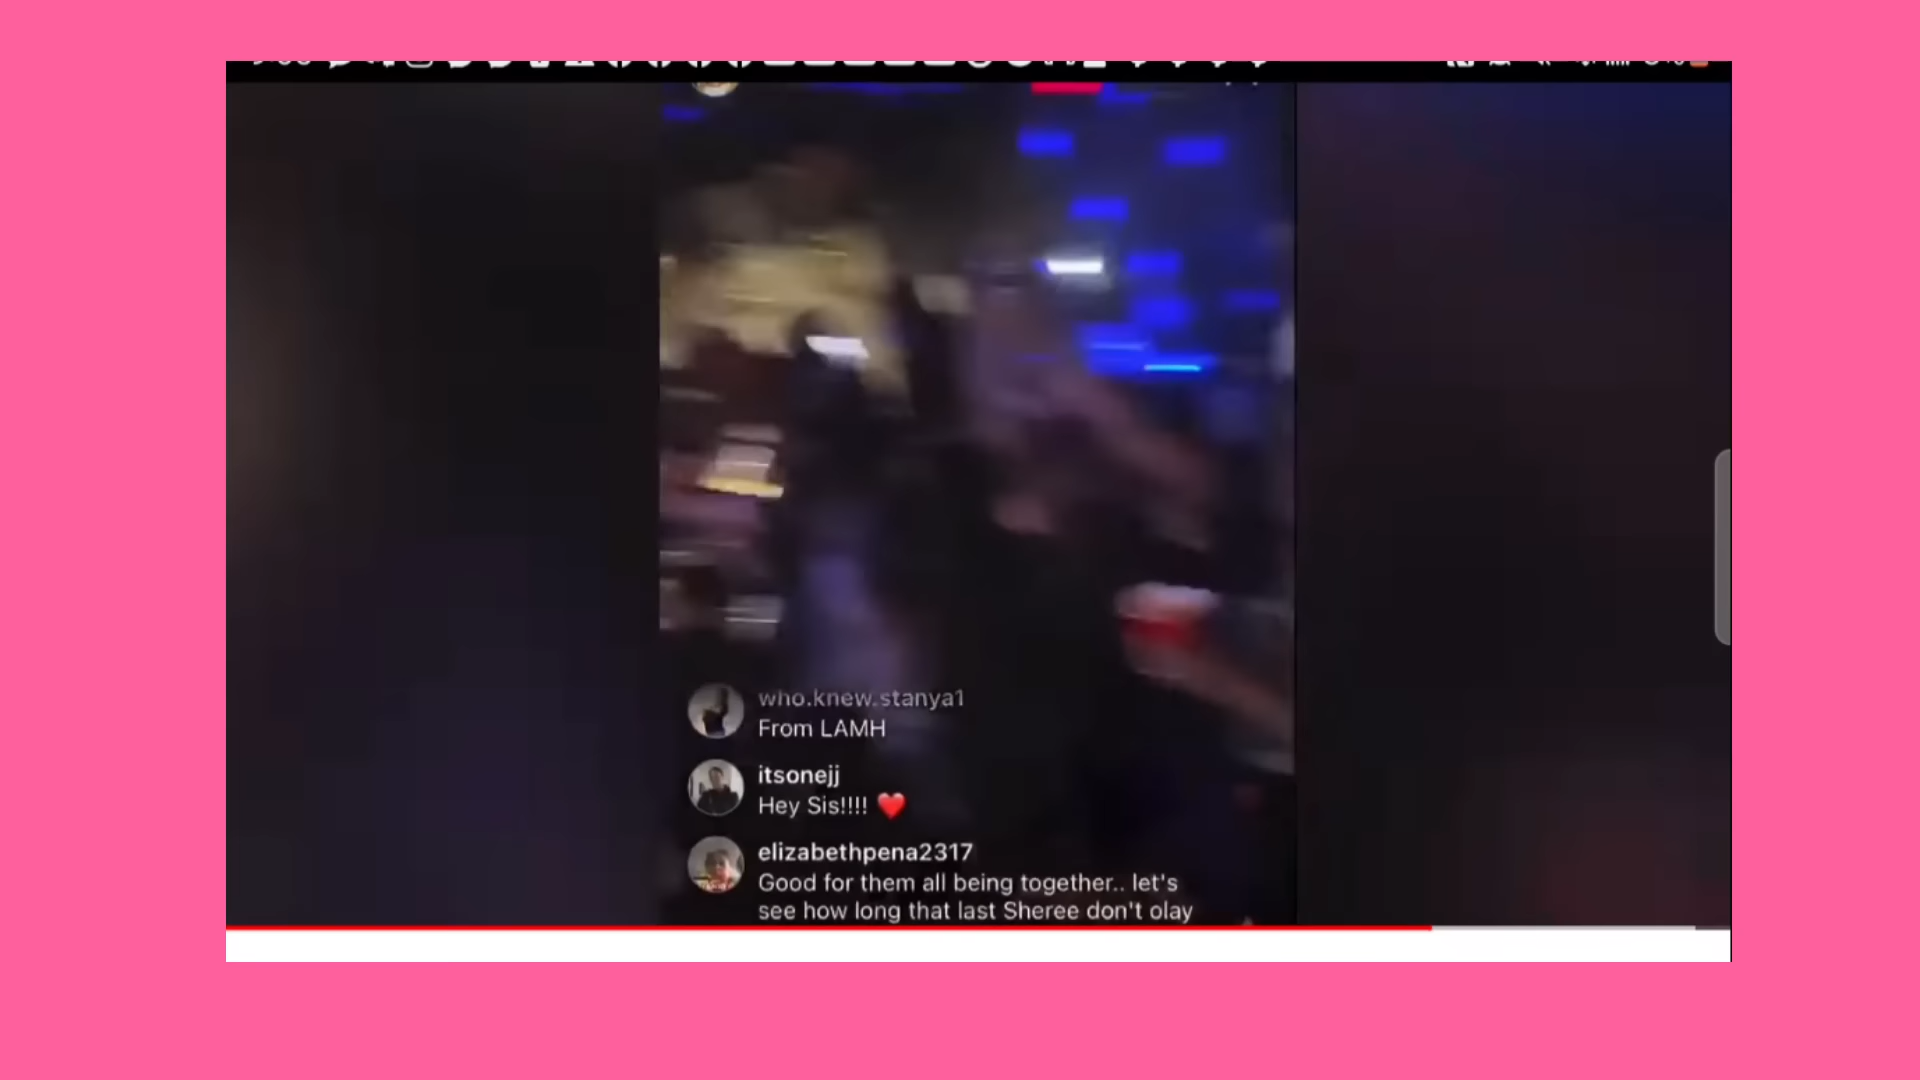 who.knew.stanya1
From LAMH
itsonejj
Hey Sis!!!! ❤️
elizabethpena2317
Good for them all being together.. let's
see how long that last Sheree don't olay